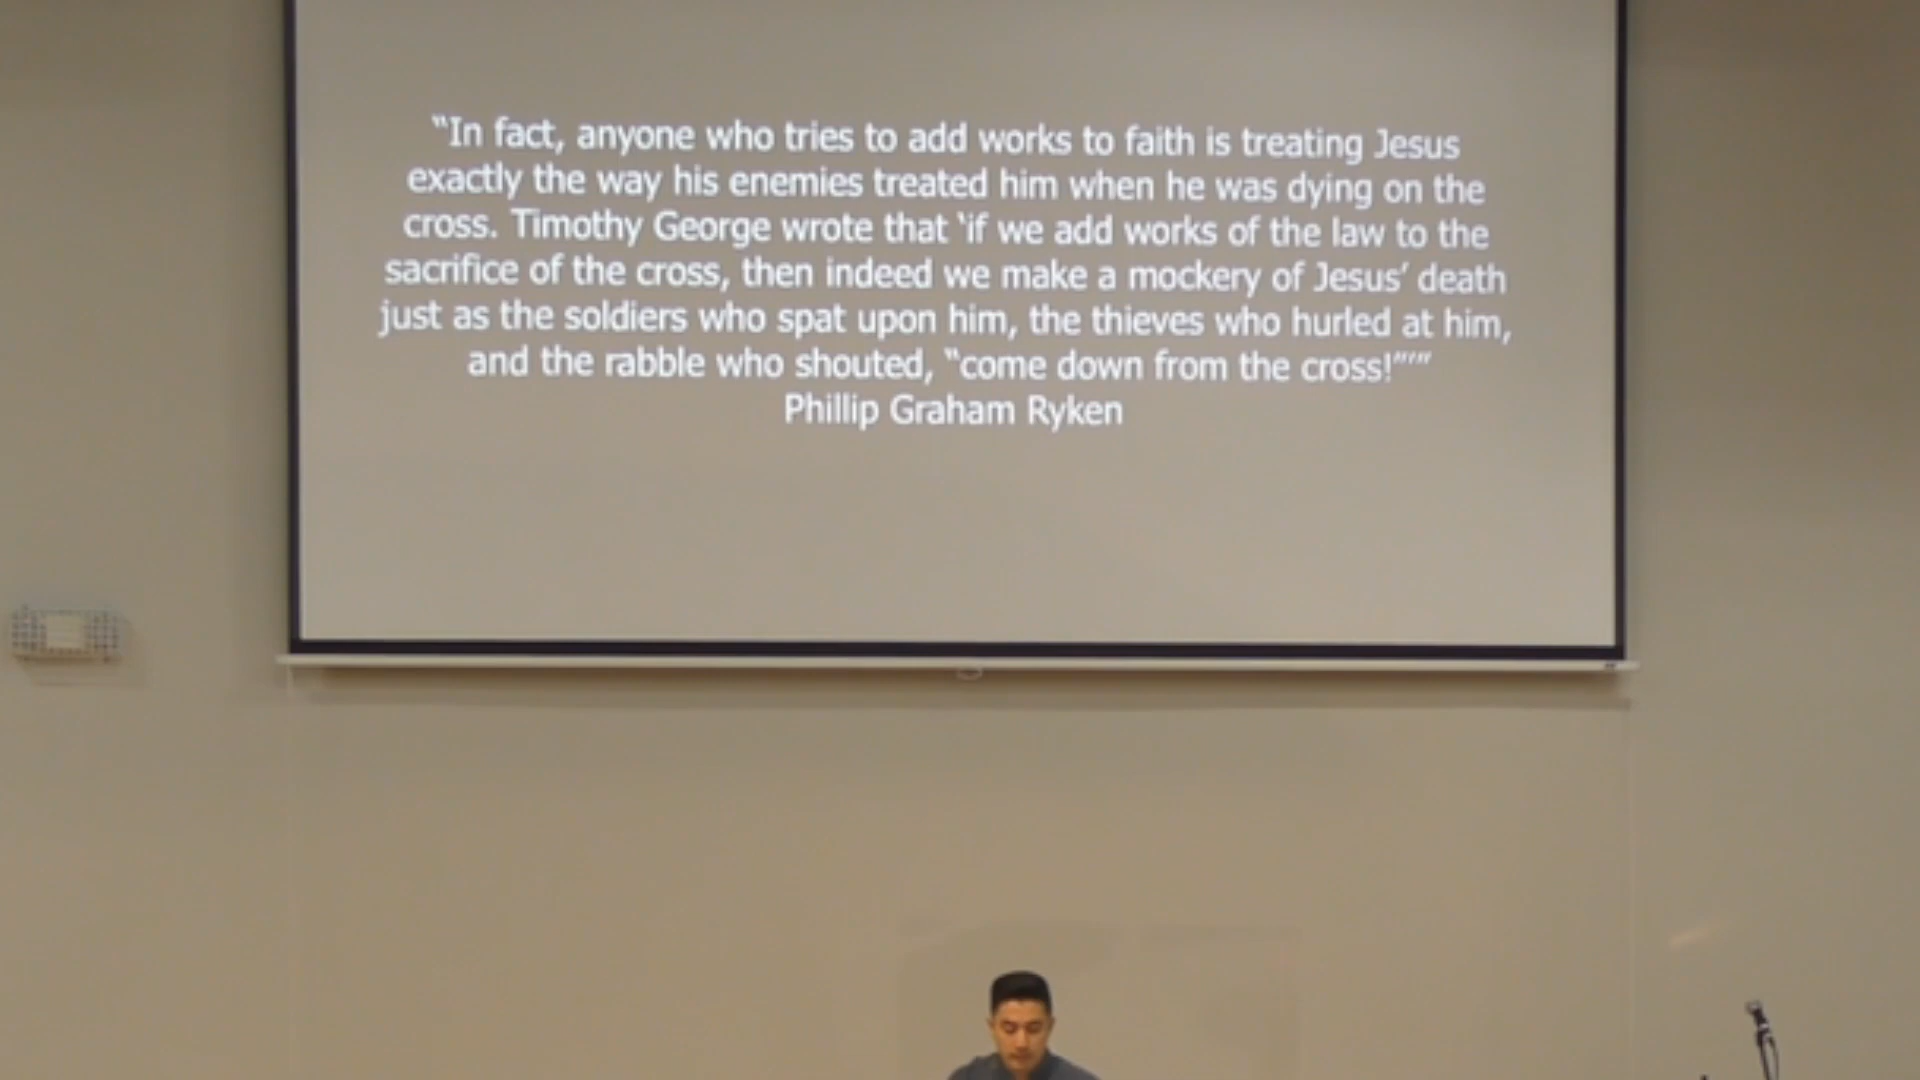 “In fact, anyone who tries to add works to faith is treating Jesus
exactly the way his enemies treated him when he was dying on the
cross. Timothy George wrote that ‘if we add works of the law to the
sacrifice of the cross, then indeed we make a mockery of Jesus’ death
just as the soldiers who spat upon him, the thieves who hurled at him,
and the rabble who shouted, “come down from the cross!”’”
Phillip Graham Ryken